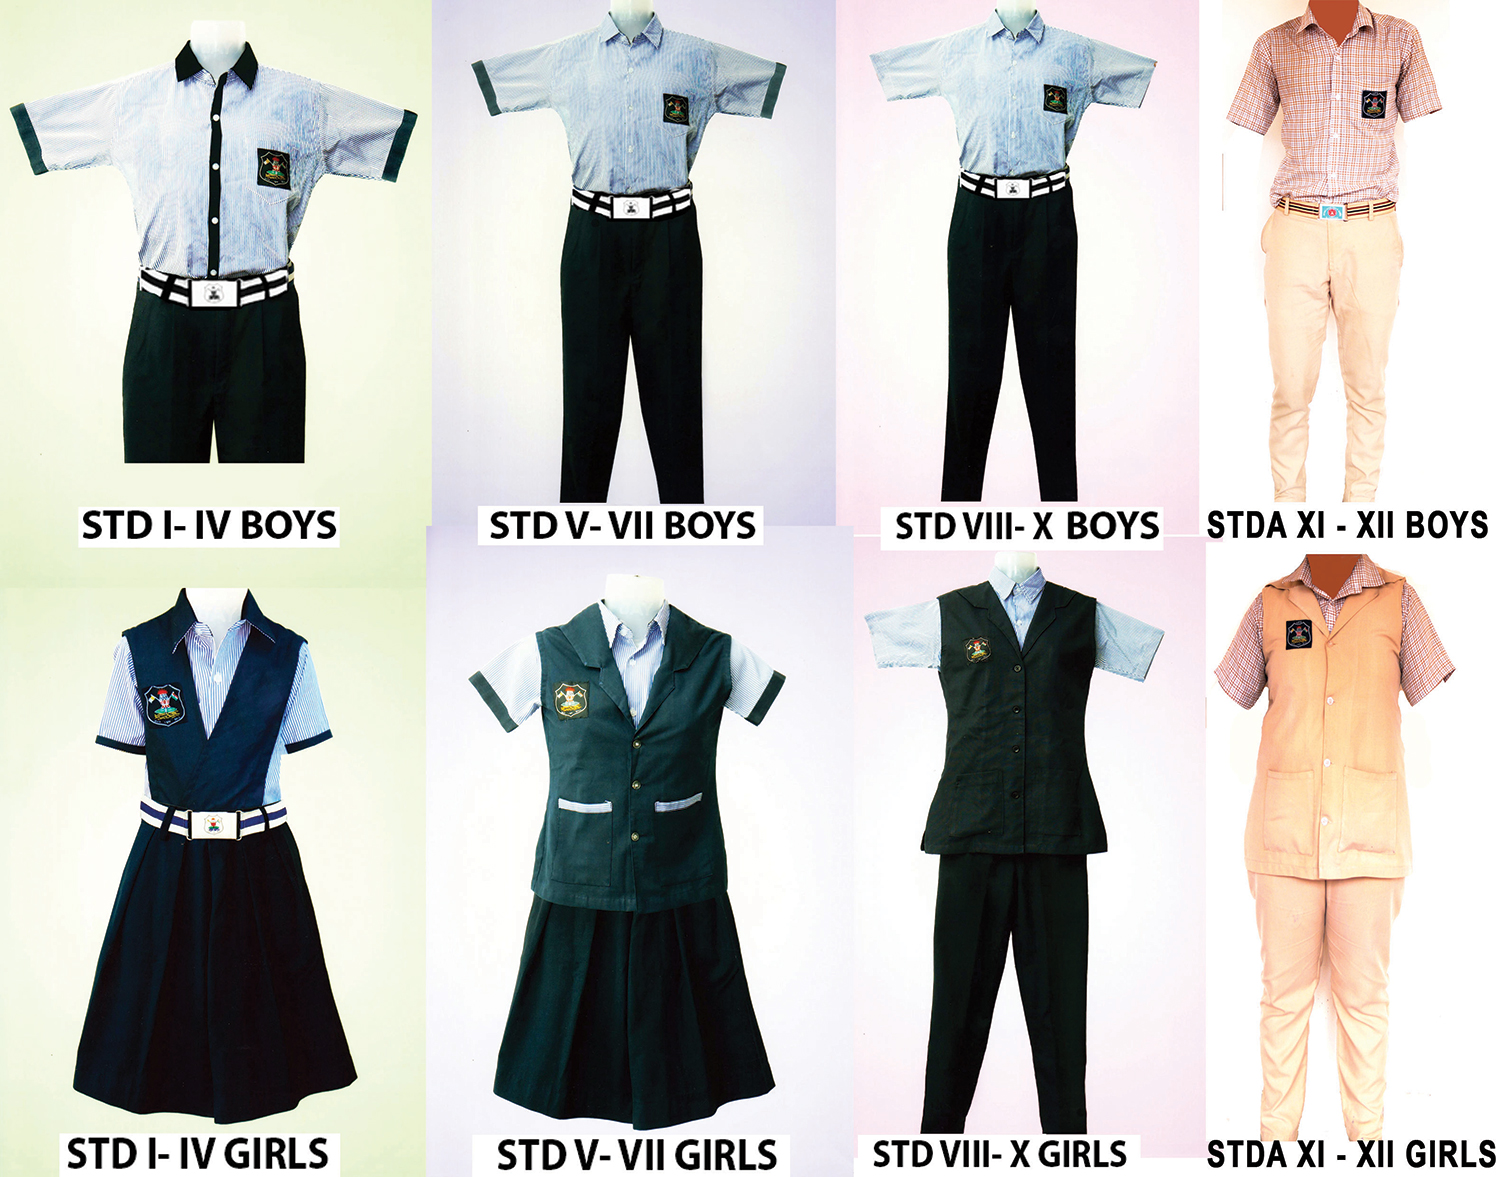 STD I- IV BOYS
STD V- VII BOYS
STD VIII- X BOYS
STDA XI - XII BOYS
STD I- IV GIRLS
STD V- VII GIRLS
STD VIII- X GIRLS
STDA XI - XII GIRLS